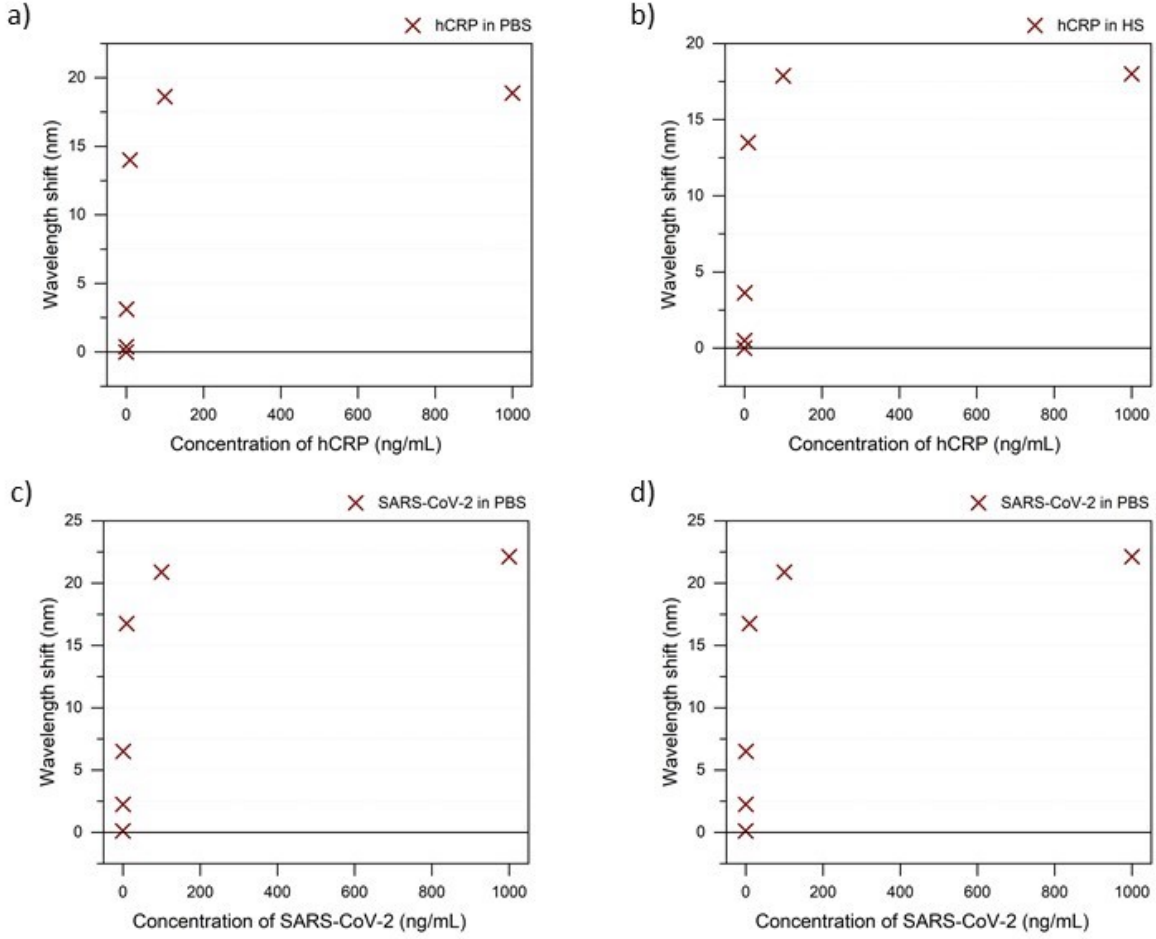 a)
hCRP in PBS
20
15
10
5
0
Wavelength shift (nm)
0 200 400 600 800 1000
Concentration of hCRP (ng/mL)
b)
hCRP in HS
20
15
10
5
0
Wavelength shift (nm)
0 200 400 600 800 1000
Concentration of hCRP (ng/mL)
c)
SARS-CoV-2 in PBS
25
20
15
10
5
0
Wavelength shift (nm)
0 200 400 600 800 1000
Concentration of SARS-CoV-2 (ng/mL)
d)
SARS-CoV-2 in PBS
25
20
15
10
5
0
Wavelength shift (nm)
0 200 400 600 800 1000
Concentration of SARS-CoV-2 (ng/mL)